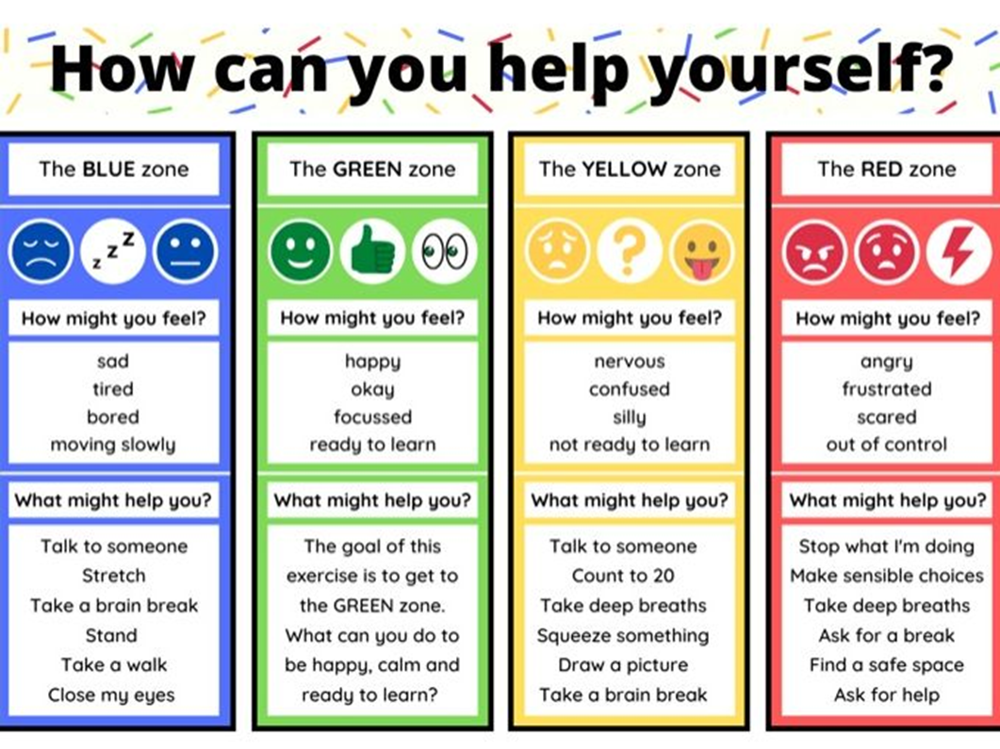 How can you help yourself?
The BLUE zone
z z z
How might you feel?
sad
tired
bored
moving slowly
What might help you?
Talk to someone
Stretch
Take a brain break
Stand
Take a walk
Close my eyes
The GREEN zone
How might you feel?
happy
okay
focussed
ready to learn
What might help you?
The goal of this
exercise is to get to
the GREEN zone.
What can you do to
be happy, calm and
ready to learn?
The YELLOW zone
?
How might you feel?
nervous
confused
silly
not ready to learn
What might help you?
Talk to someone
Count to 20
Take deep breaths
Squeeze something
Draw a picture
Take a brain break
The RED zone
How might you feel?
angry
frustrated
scared
out of control
What might help you?
Stop what I'm doing
Make sensible choices
Take deep breaths
Ask for a break
Find a safe space
Ask for help